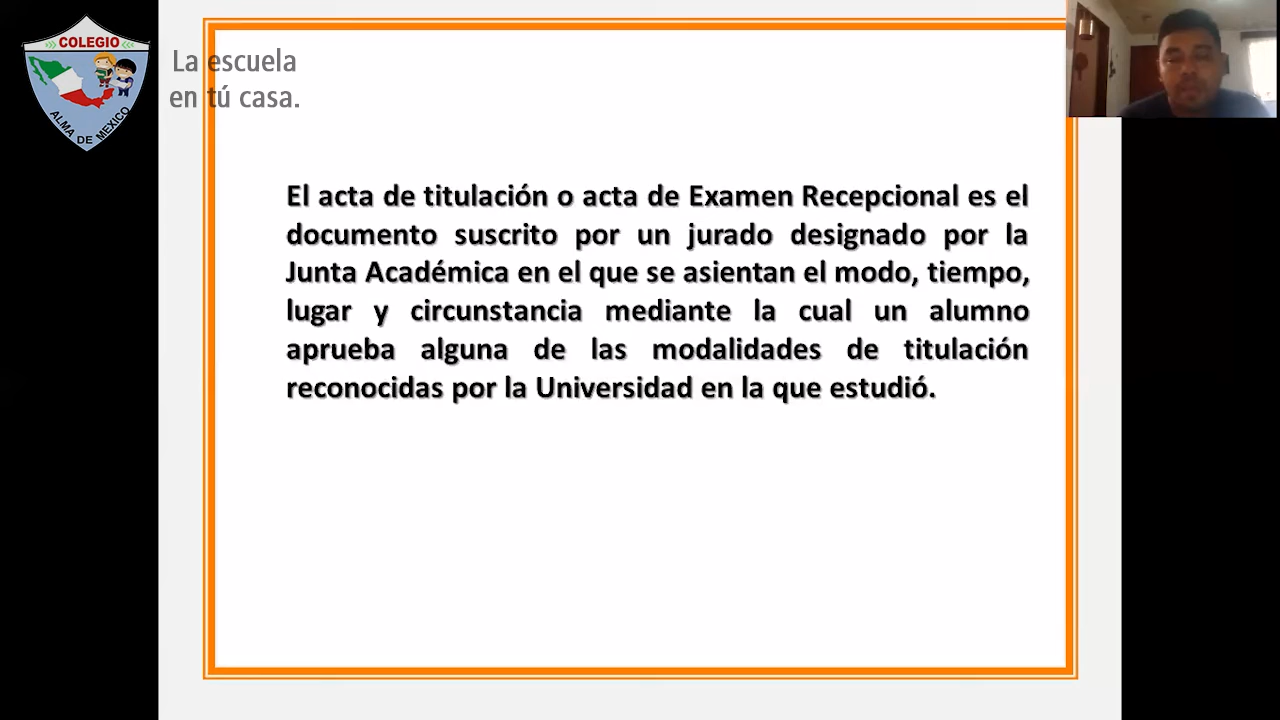 COLEGIO
ALMA DE MEXICO
La escuela
en tú casa.
El acta de titulación o acta de Examen Recepcional es el
documento suscrito por un jurado designado por la
Junta Académica en el que se asientan el modo, tiempo,
lugar y circunstancia mediante la cual un alumno
aprueba alguna de las modalidades de titulación
reconocidas por la Universidad en la que estudió.